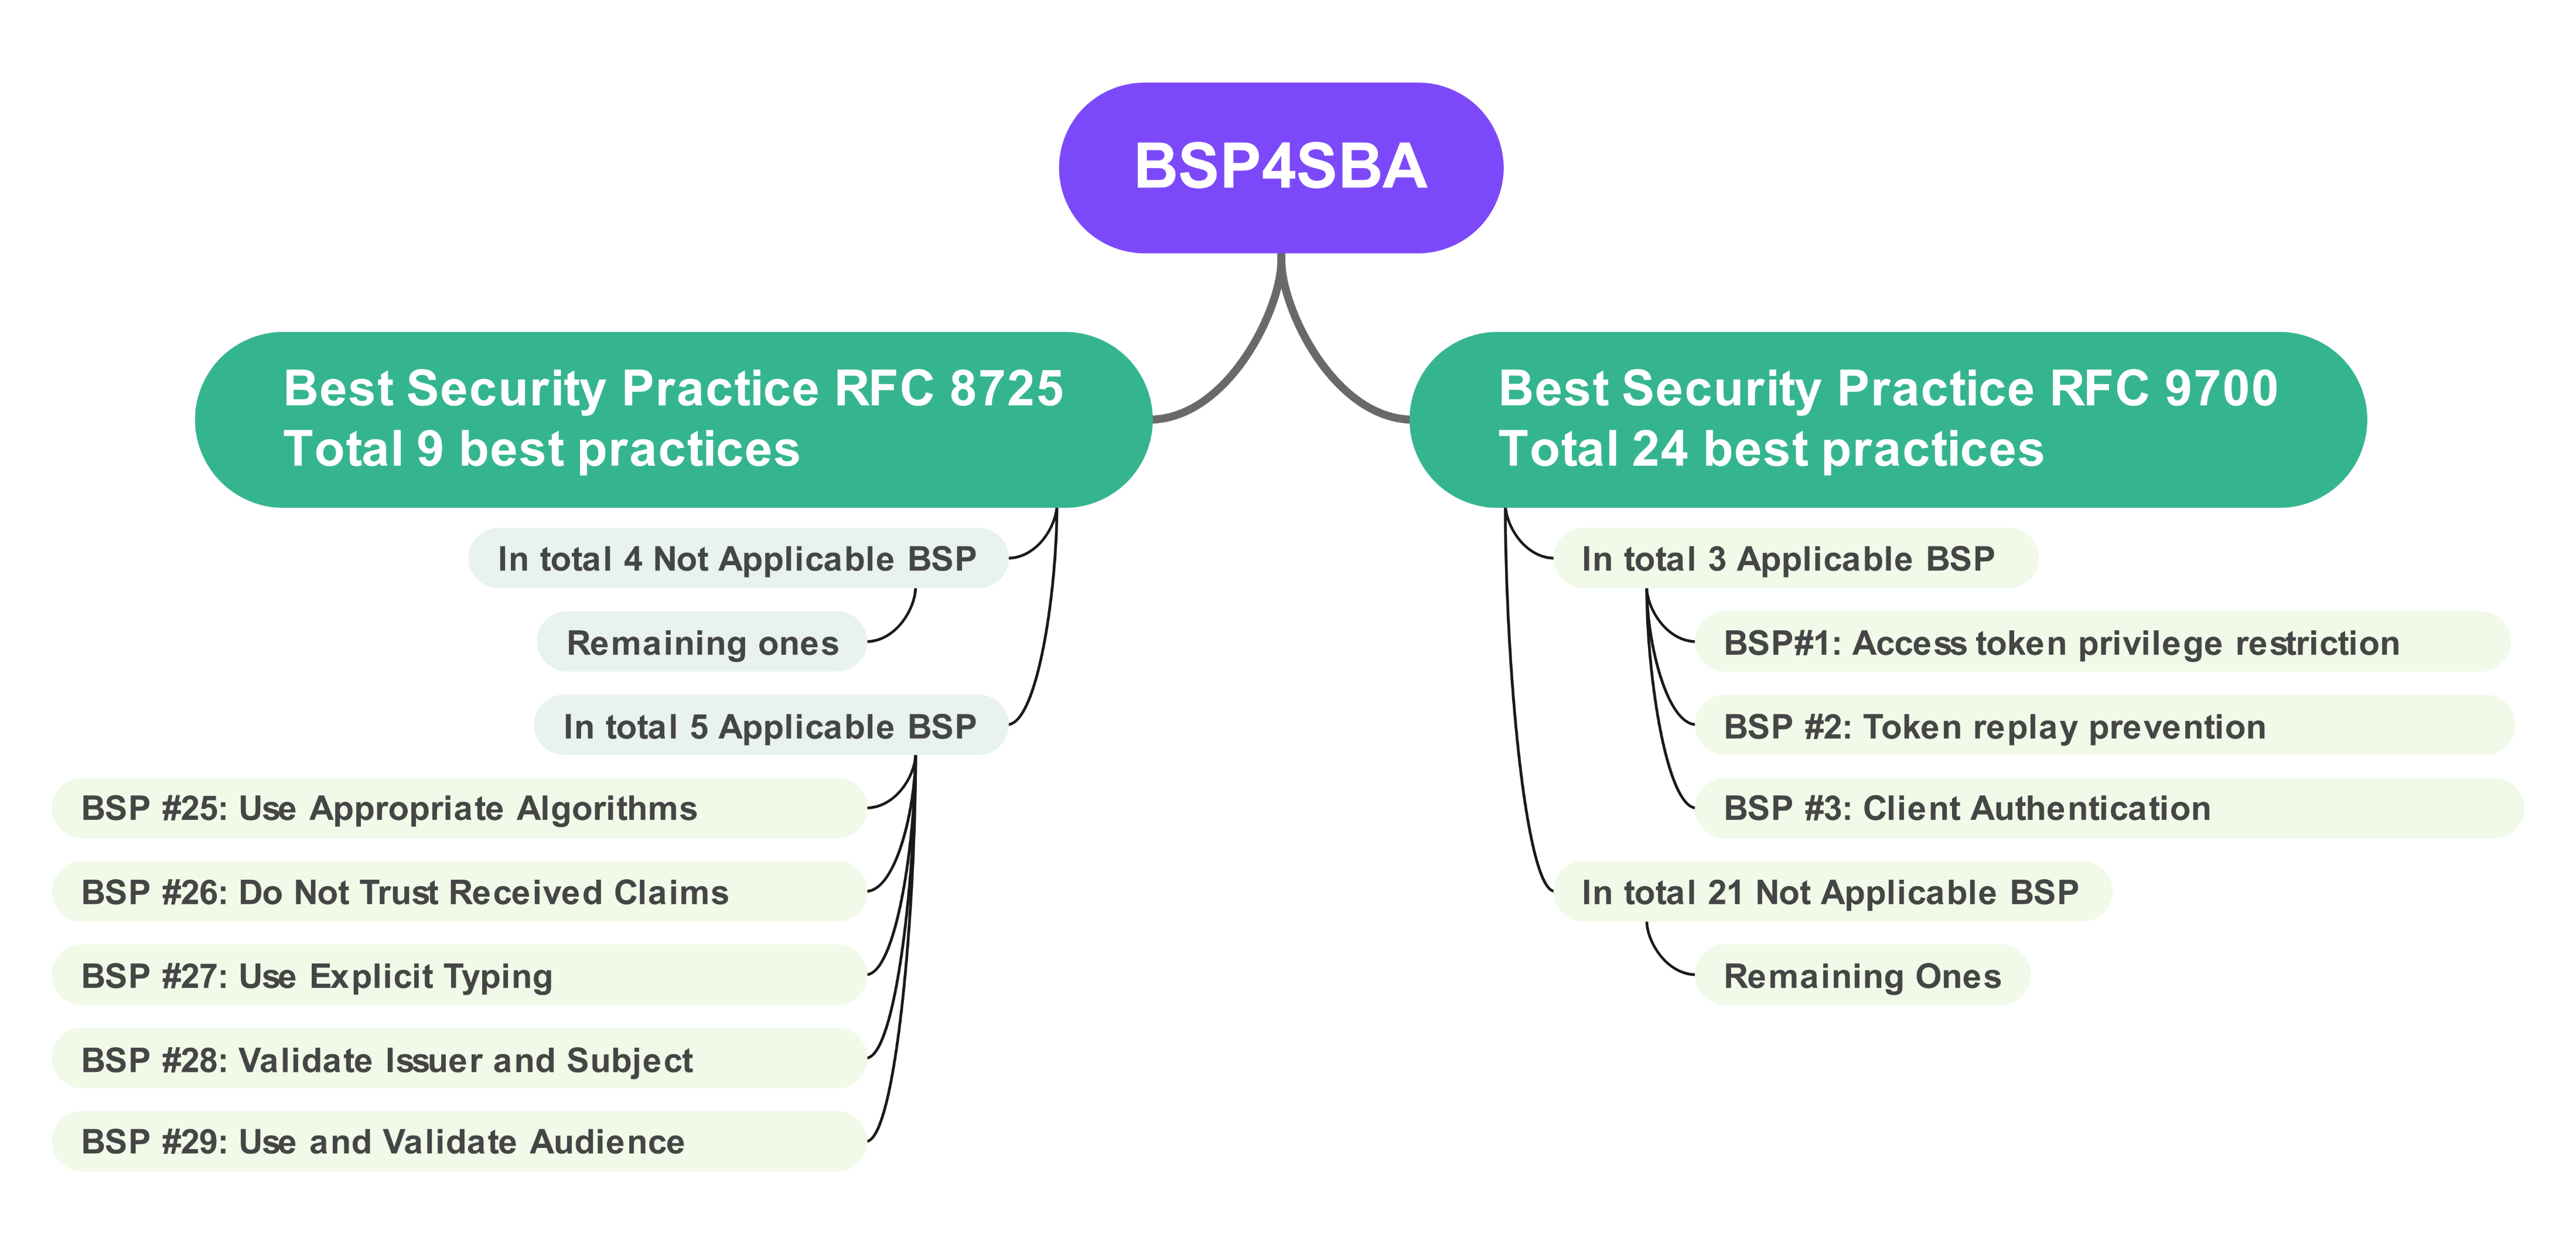 BSP4SBA
Best Security Practice RFC 8725
Total 9 best practices
In total 4 Not Applicable BSP
Remaining ones
In total 5 Applicable BSP
BSP #25: Use Appropriate Algorithms
BSP #26: Do Not Trust Received Claims
BSP #27: Use Explicit Typing
BSP #28: Validate Issuer and Subject
BSP #29: Use and Validate Audience
Best Security Practice RFC 9700
Total 24 best practices
In total 3 Applicable BSP
BSP#1: Access token privilege restriction
BSP #2: Token replay prevention
BSP #3: Client Authentication
In total 21 Not Applicable BSP
Remaining Ones